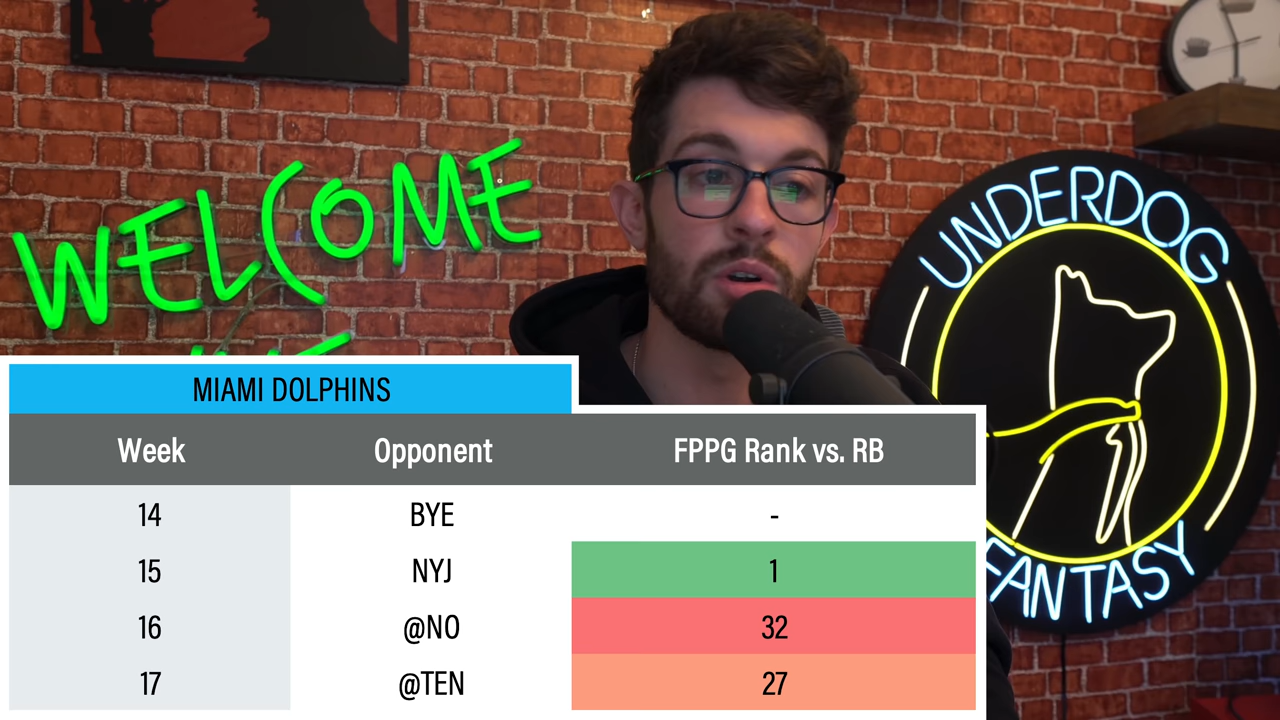 WELCOME
UNDERDOG
FANTASY
MIAMI DOLPHINS
Week Opponent FPPG Rank vs. RB
14 BYE -
15 NYJ 1
16 @NO 32
17 @TEN 27